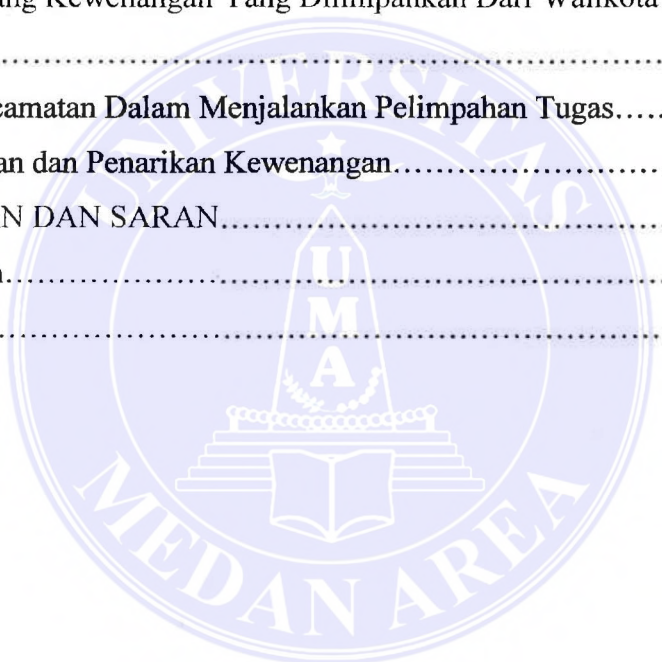 ang Kewenangan Yang Dilimpahkan Dari Walikota
....................................................................
camatan Dalam Menjalankan Pelimpahan Tugas......
an dan Penarikan Kewenangan..........................
N DAN SARAN............................................
n....................................................................
....................................................................
UNIVERSITAS
UMA
MEDAN AREA